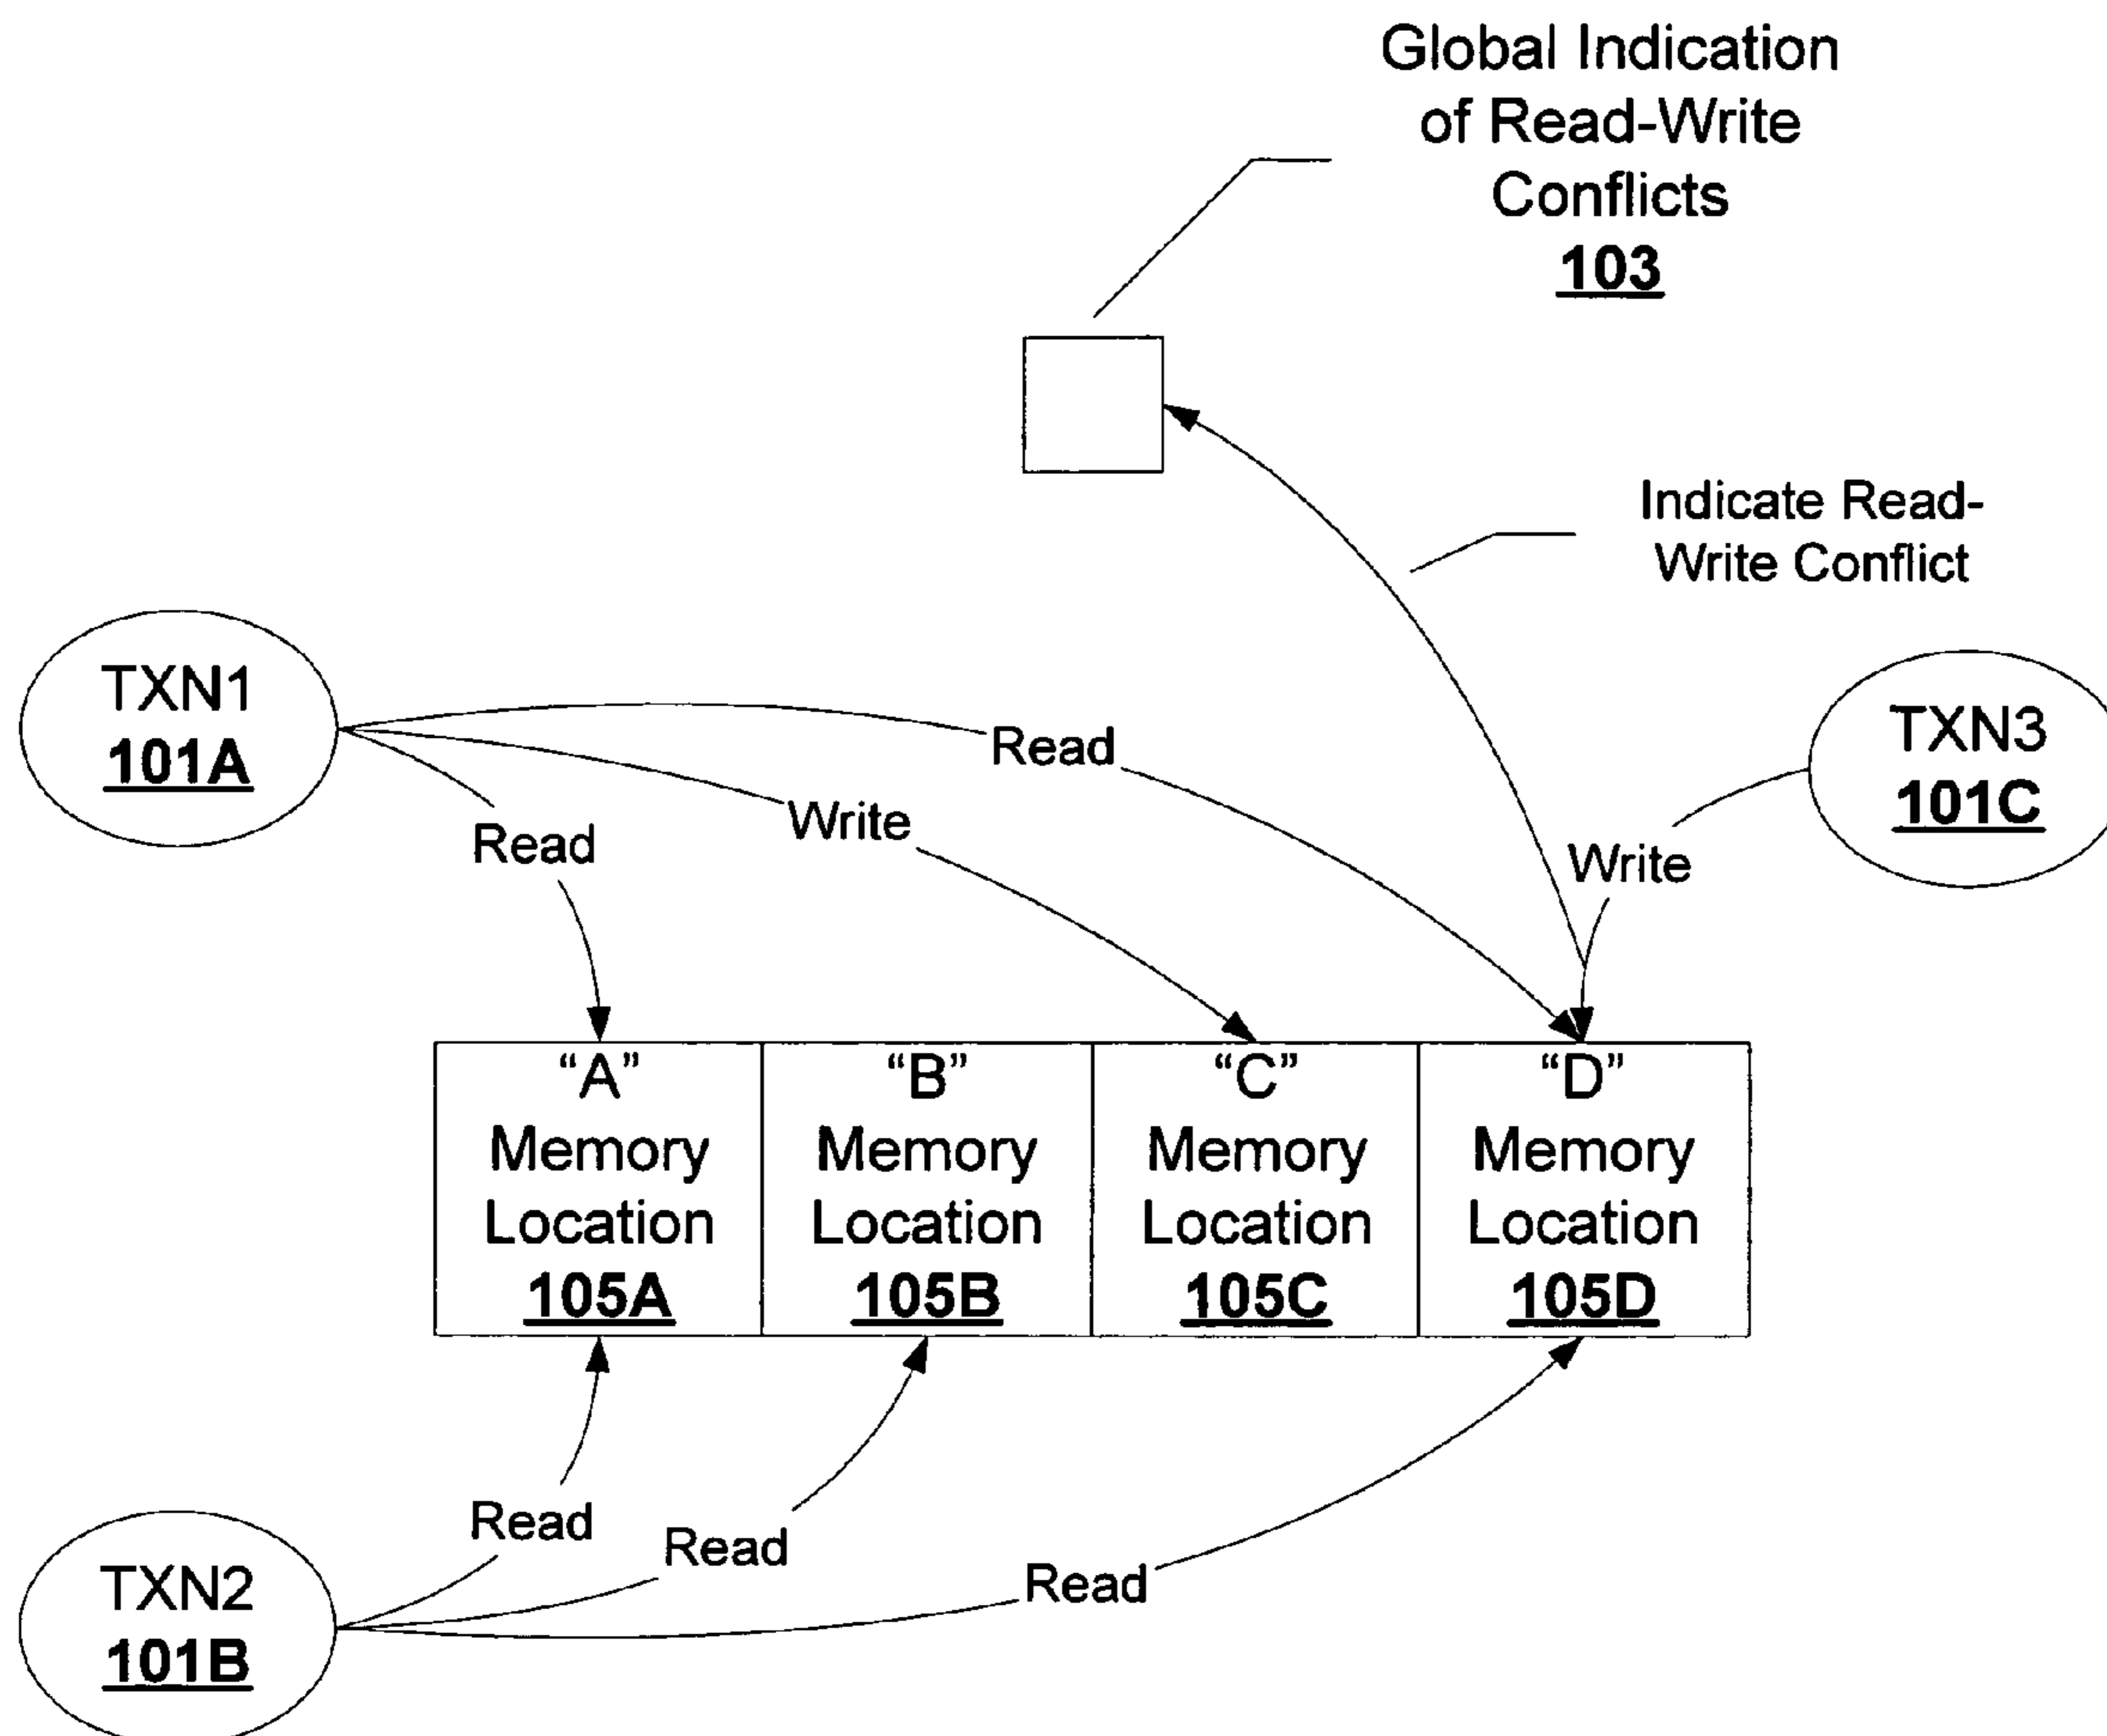 Global Indication
of Read-Write
Conflicts
103
Indicate Read-
Write Conflict
TXN1
101A
Read
Write
Read
TXN3
101C
Write
“A”
Memory
Location
105A
“B”
Memory
Location
105B
“C”
Memory
Location
105C
“D”
Memory
Location
105D
Read
Read
Read
TXN2
101B